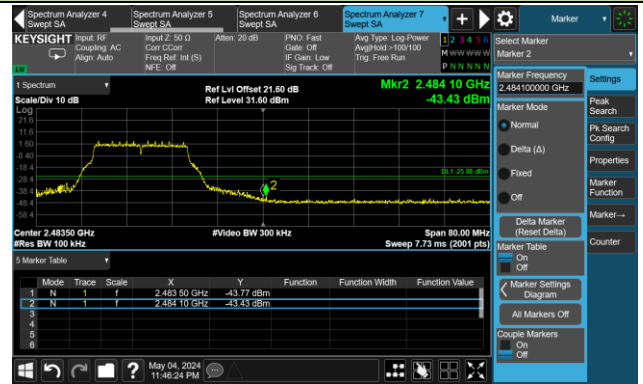 Spectrum Analyzer 4 Spectrum Analyzer 5 Spectrum Analyzer 6 Spectrum Analyzer 7 Marker
Swept SA Swept SA Swept SA Swept SA
KEYSIGHT Input: RF Input Z: 50 Ω Atten: 20 dB PNO: Fast Avg Type: Log-Power 1 2 3 4 5 6
Coupling: AC Corr CCorr Gate: Off Avg|Hold:>100/100 M W W W W W
Align: Auto Freq Ref: Int (S) IF Gain: Low Trig: Free Run P N N N N N
NFE: Off Sig Track: Off
Select Marker
Marker 2
1 Spectrum Ref Lvl Offset 21.60 dB Mkr2 2.484 10 GHz
Scale/Div 10 dB Ref Level 31.60 dBm -43.43 dBm
Log
21.6
11.6
1.60
-8.40
-18.4
DL1 -25.88 dBm
-28.4
-38.4
2
-48.4
-58.4
Center 2.48350 GHz #Video BW 300 kHz Span 80.00 MHz
#Res BW 100 kHz Sweep 7.73 ms (2001 pts)
5 Marker Table
Mode Trace Scale X Y Function Function Width Function Value
1 N 1 f 2.483 50 GHz -43.77 dBm
2 N 1 f 2.484 10 GHz -43.43 dBm
3
4
5
6
Marker Frequency
2.484100000 GHz
Marker Mode
Normal
Delta (Δ)
Fixed
Off
Delta Marker
(Reset Delta)
Marker Table
On
Off
Marker Settings
Diagram
All Markers Off
Couple Markers
On
Off
Settings
Peak
Search
Pk Search
Config
Properties
Marker
Function
Marker→
Counter
May 04, 2024
11:46:24 PM